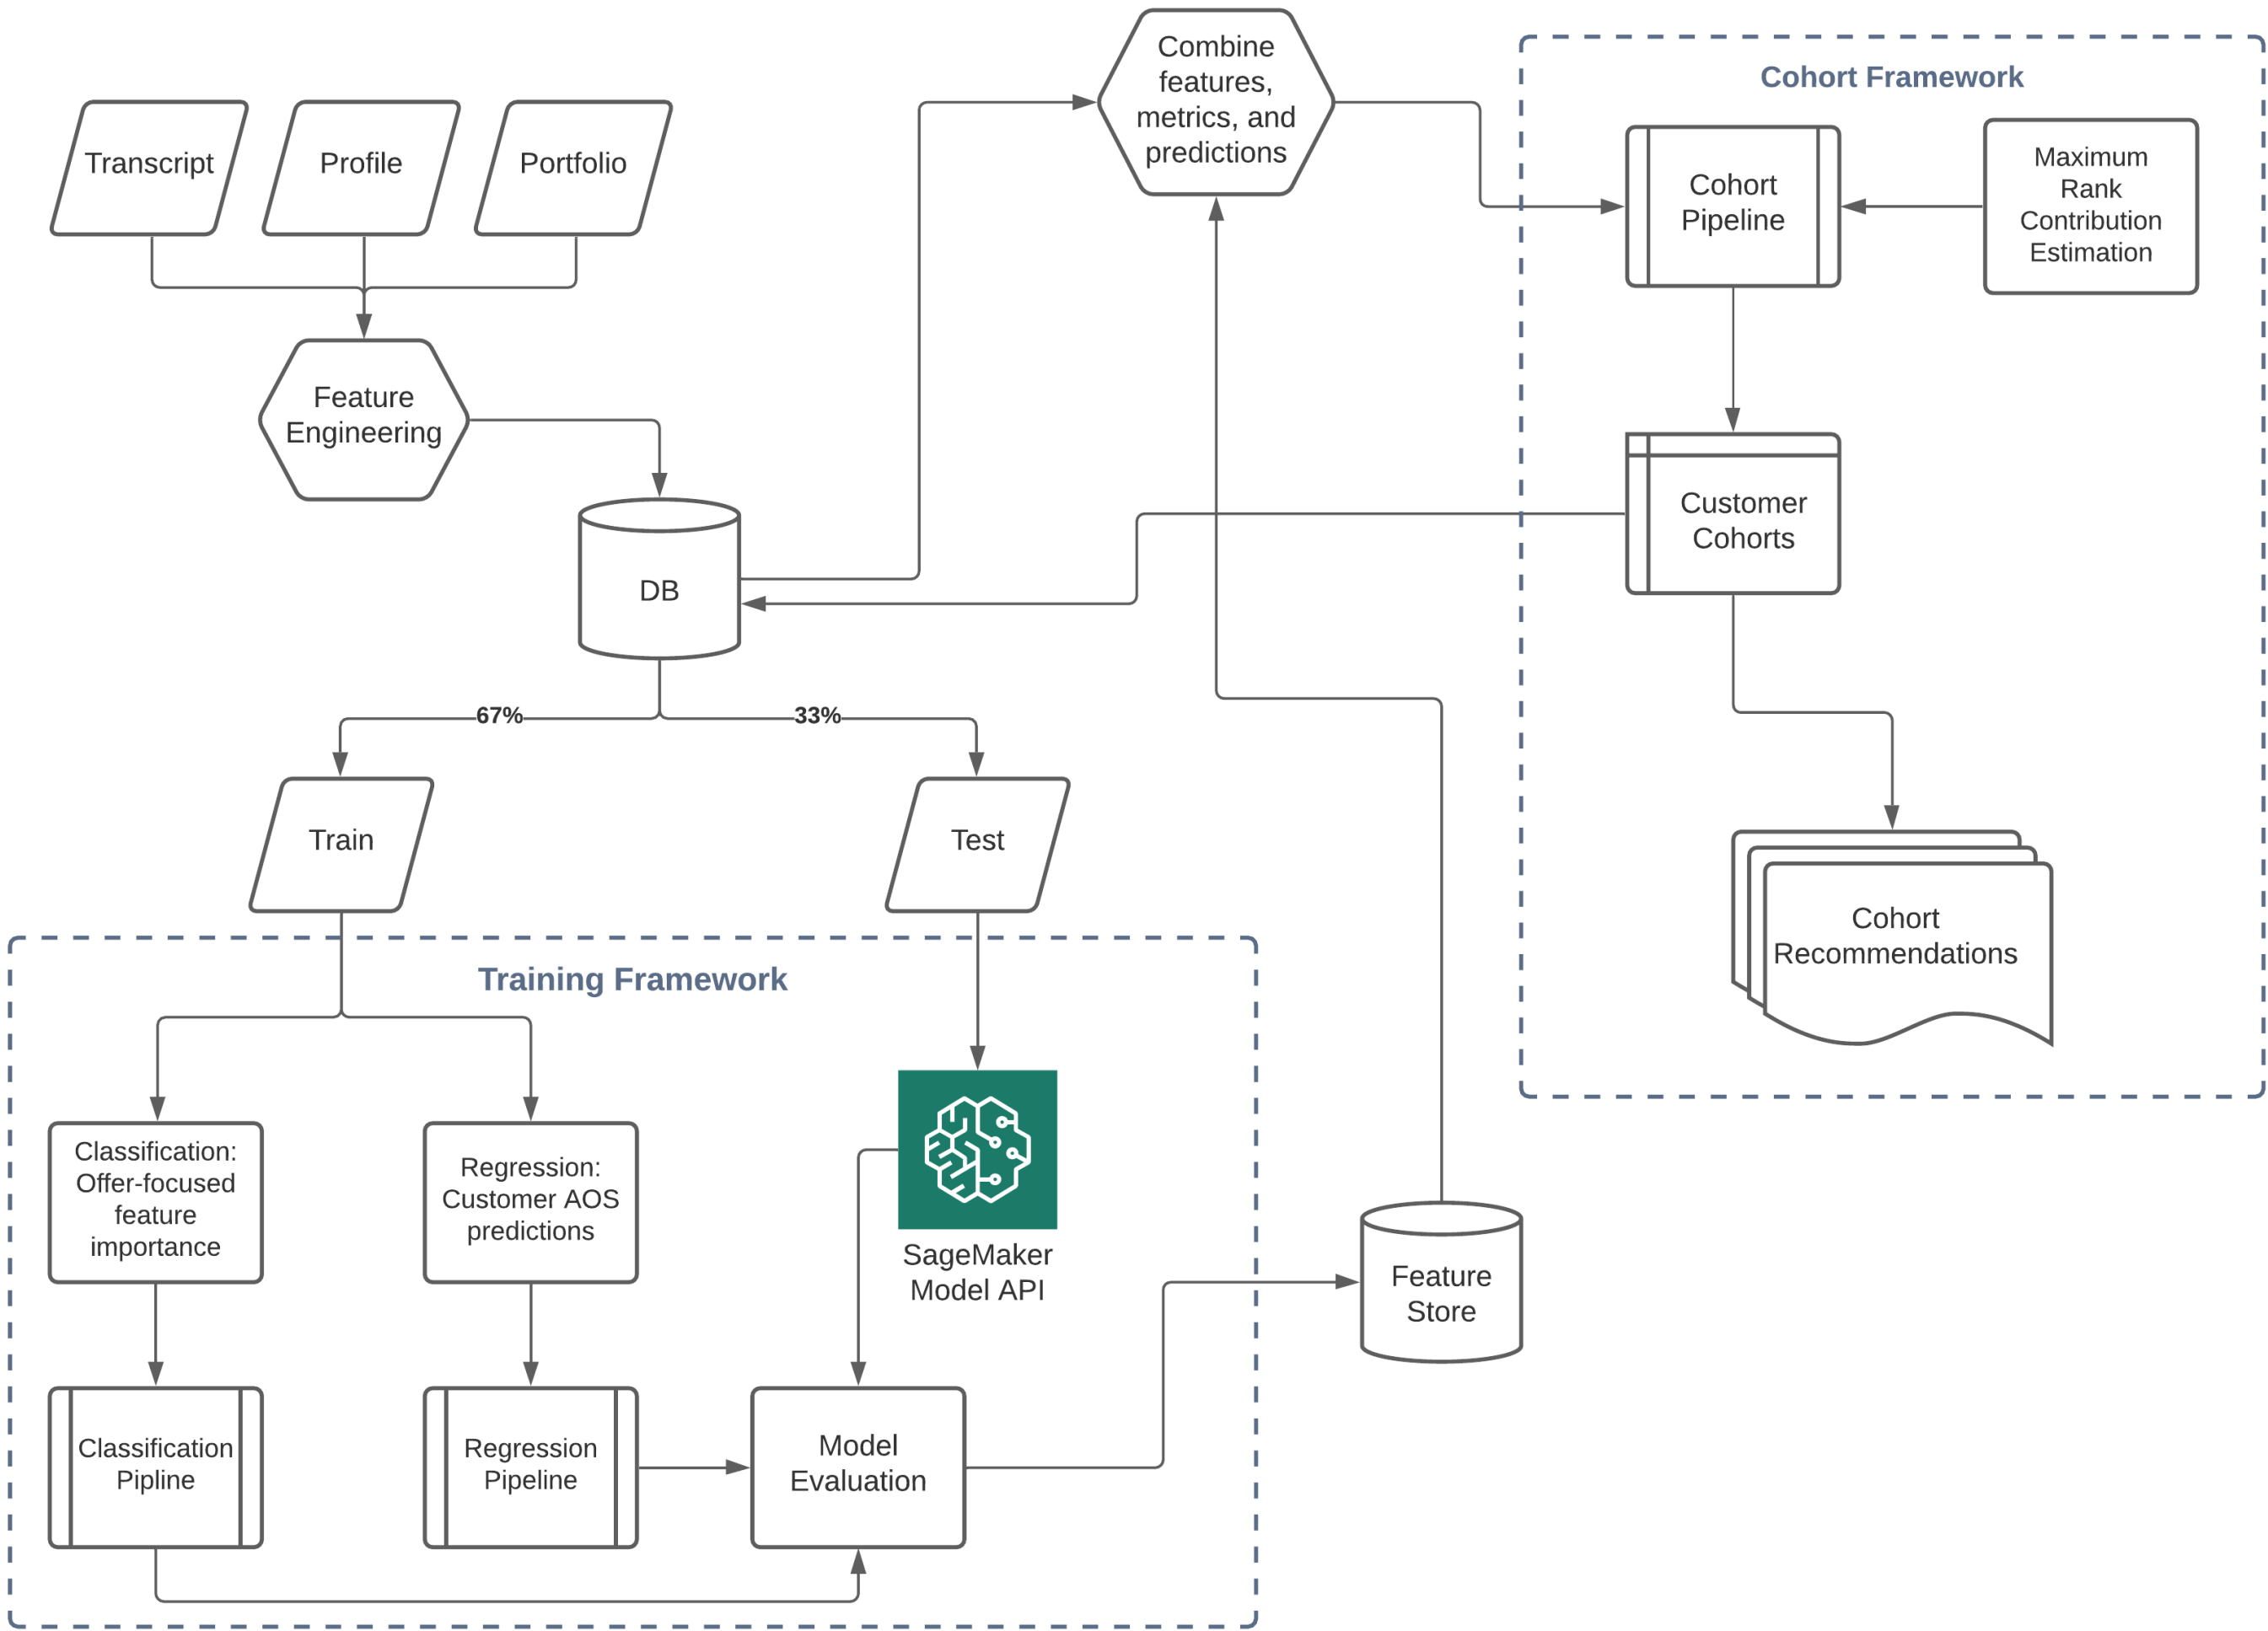 Combine
features,
metrics, and
predictions
Cohort Framework
Transcript
Profile
Portfolio
Cohort
Pipeline
Maximum
Rank
Contribution
Estimation
Feature
Engineering
Customer
Cohorts
DB
67%
33%
Train
Test
Cohort
Recommendations
Training Framework
Classification:
Offer-focused
feature
importance
Regression:
Customer AOS
predictions
SageMaker
Model API
Feature
Store
Classification
Pipline
Regression
Pipeline
Model
Evaluation